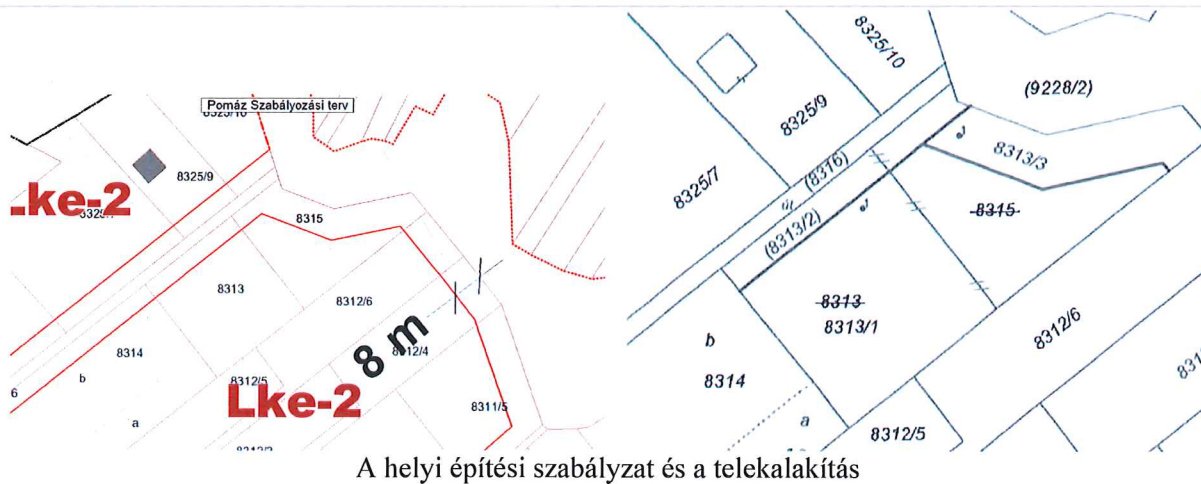 Pomáz Szabályozási terv
8325/9
Lke-2
8315
8313
8312/6
8314
8312/4
8 m
b
6
8312/5
a
Lke-2
8311/5
8325/10
(9228/2)
8325/9
8313/3
8325/7
(8316)
út
8315
(8313/2)
8313
8313/1
8312/6
b
8314
a
8312/5
A helyi építési szabályzat és a telekalakítás